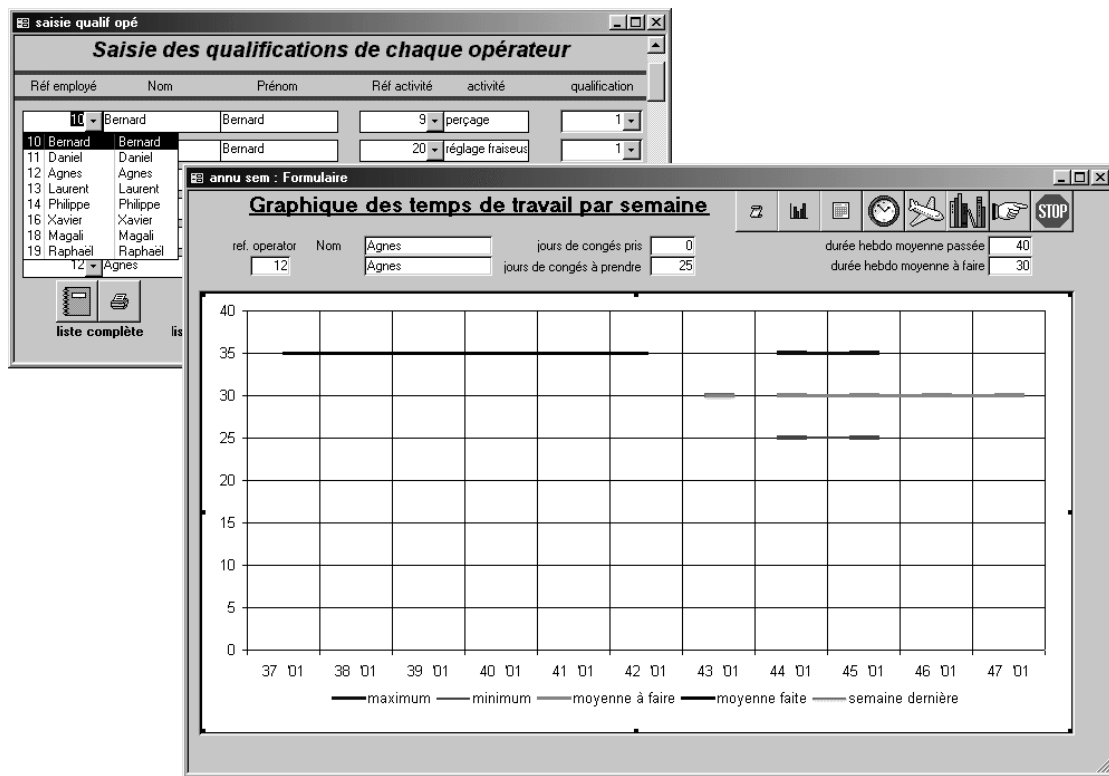 saisie qualif opé
Saisie des qualifications de chaque opérateur
Réf employé Nom Prénom Réf activité activité qualification
10 Bernard Bernard 9 perçage 1
Bernard 20 réglage fraiseus 1
10 Bernard Bernard
11 Daniel Daniel
12 Agnes Agnes
13 Laurent Laurent
14 Philippe Philippe
16 Xavier Xavier
18 Magali Magali
19 Raphaël Raphaël
12 Agnes
liste complète lis
annu sem : Formulaire
Graphique des temps de travail par semaine
STOP
ref. operator Nom Agnes jours de congés pris 0 durée hebdo moyenne passée 40
12 Agnes jours de congés à prendre 25 durée hebdo moyenne à faire 30
40
35
30
25
20
15
10
5
0
37 '01 38 '01 39 '01 40 '01 41 '01 42 '01 43 '01 44 '01 45 '01 46 '01 47 '01
maximum minimum moyenne à faire moyenne faite semaine dernière